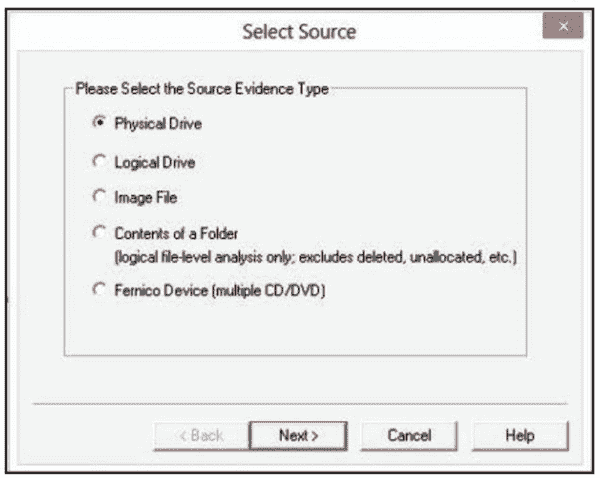 Select Source
Please Select the Source Evidence Type
Physical Drive
Logical Drive
Image File
Contents of a Folder
(logical file-level analysis only; excludes deleted, unallocated, etc.)
Fernico Device (multiple CD/DVD)
< Back
Next >
Cancel
Help